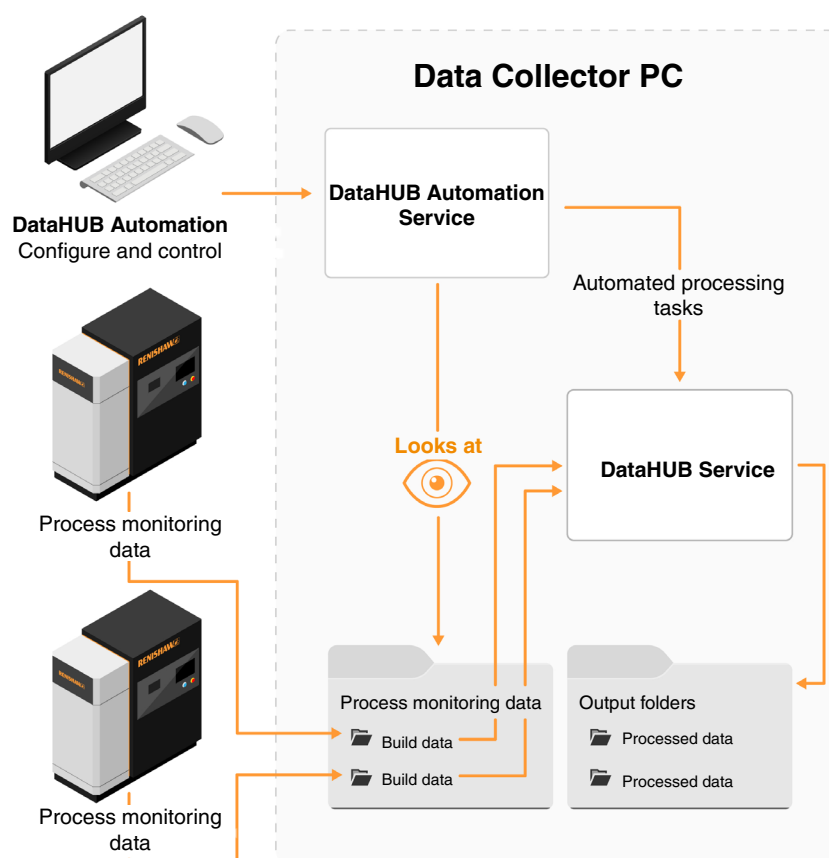 Data Collector PC
DataHUB Automation
Configure and control
DataHUB Automation
Service
Automated processing
tasks
RENISHAW
RENISHAW
Looks at
DataHUB Service
Process monitoring
data
RENISHAW
RENISHAW
Process monitoring data
Build data
Build data
Output folders
Processed data
Processed data
Process monitoring
data